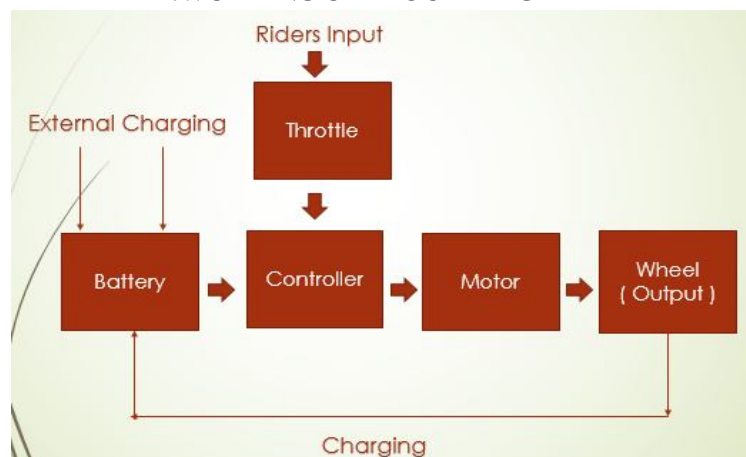 Riders Input
External Charging
Throttle
Battery
Controller
Motor
Wheel
( Output )
Charging